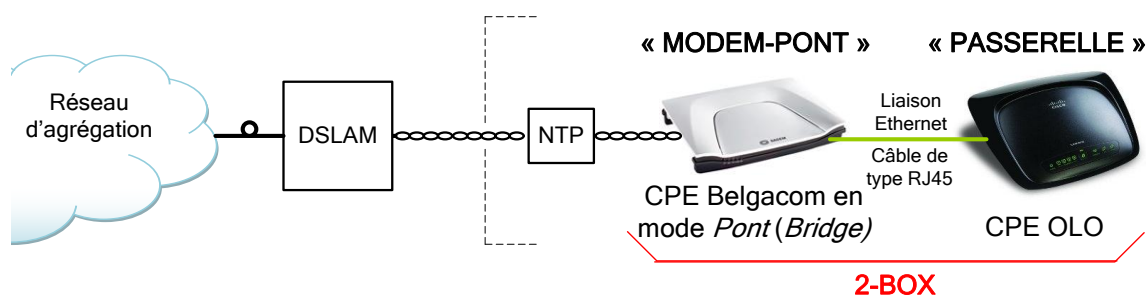 « MODEM-PONT »
« PASSERELLE »
Réseau
d'agrégation
DSLAM
NTP
Liaison
Ethernet
Câble de
type RJ45
CPE Belgacom en
mode Pont (Bridge)
CPE OLO
2-BOX